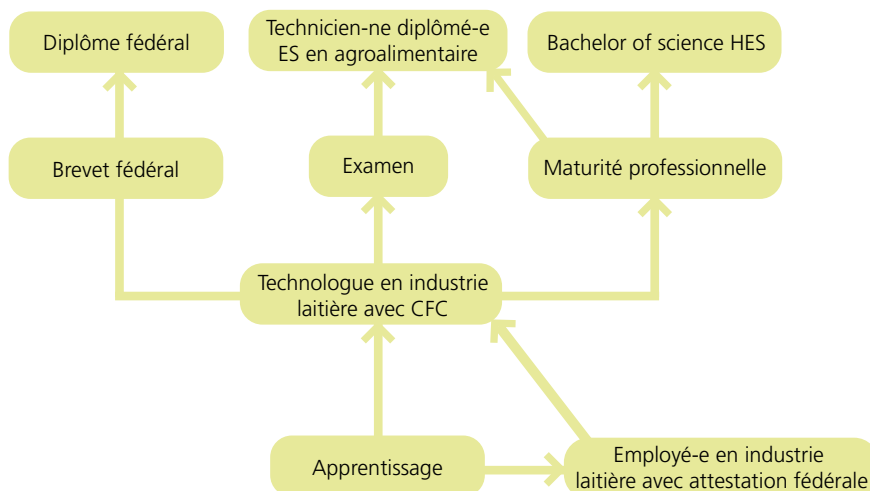 Diplôme fédéral
Technicien-ne diplômé-e
ES en agroalimentaire
Bachelor of science HES
Brevet fédéral
Examen
Maturité professionnelle
Technologue en industrie
laitière avec CFC
Apprentissage
Employé-e en industrie
laitière avec attestation fédérale